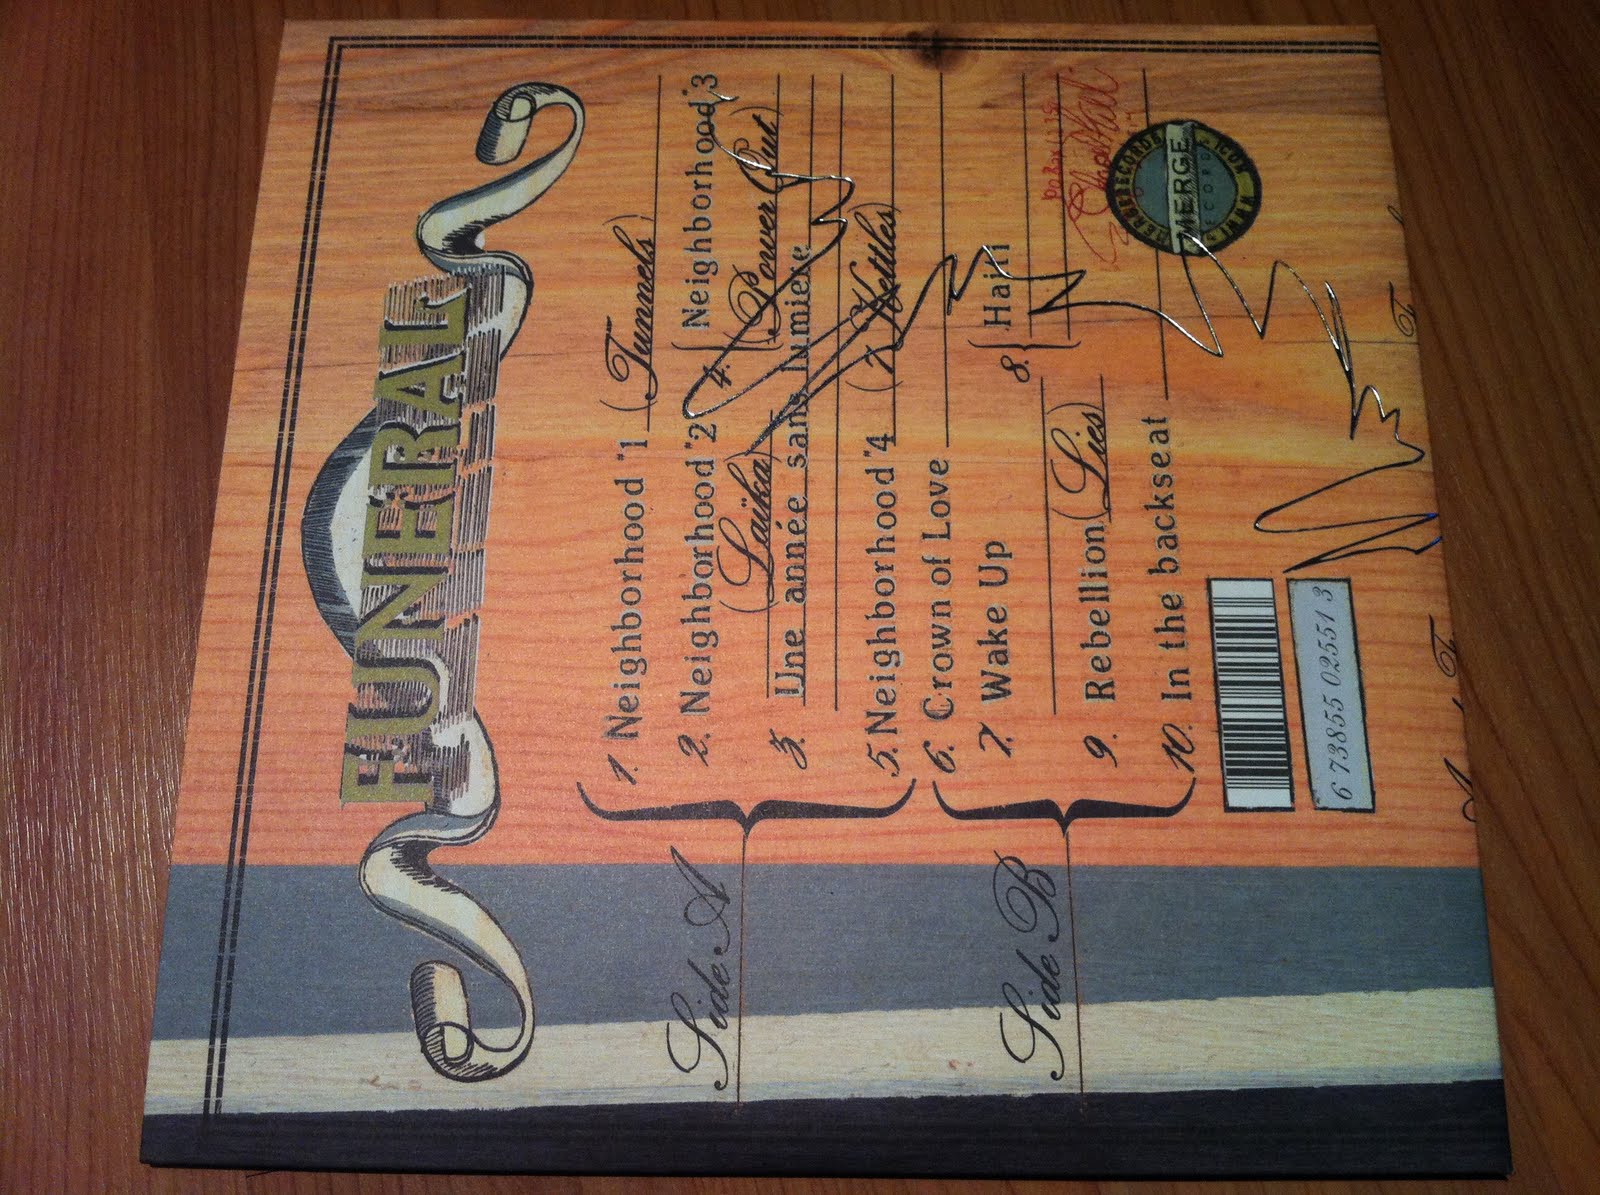 FUNERAL
Side A
1. Neighborhood "1 (Tunnels)
2. Neighborhood "2
(Laïka)
3. Une année sans lumiere
4. Neighborhood "3
(Power Out)
5. Neighborhood "4 (7 Kettles)
Side B
6. Crown of Love
7. Wake Up
8. Haïti
9. Rebellion (Lies)
10. In the backseat
MERGE
RECORDS
6 73855 02551 3